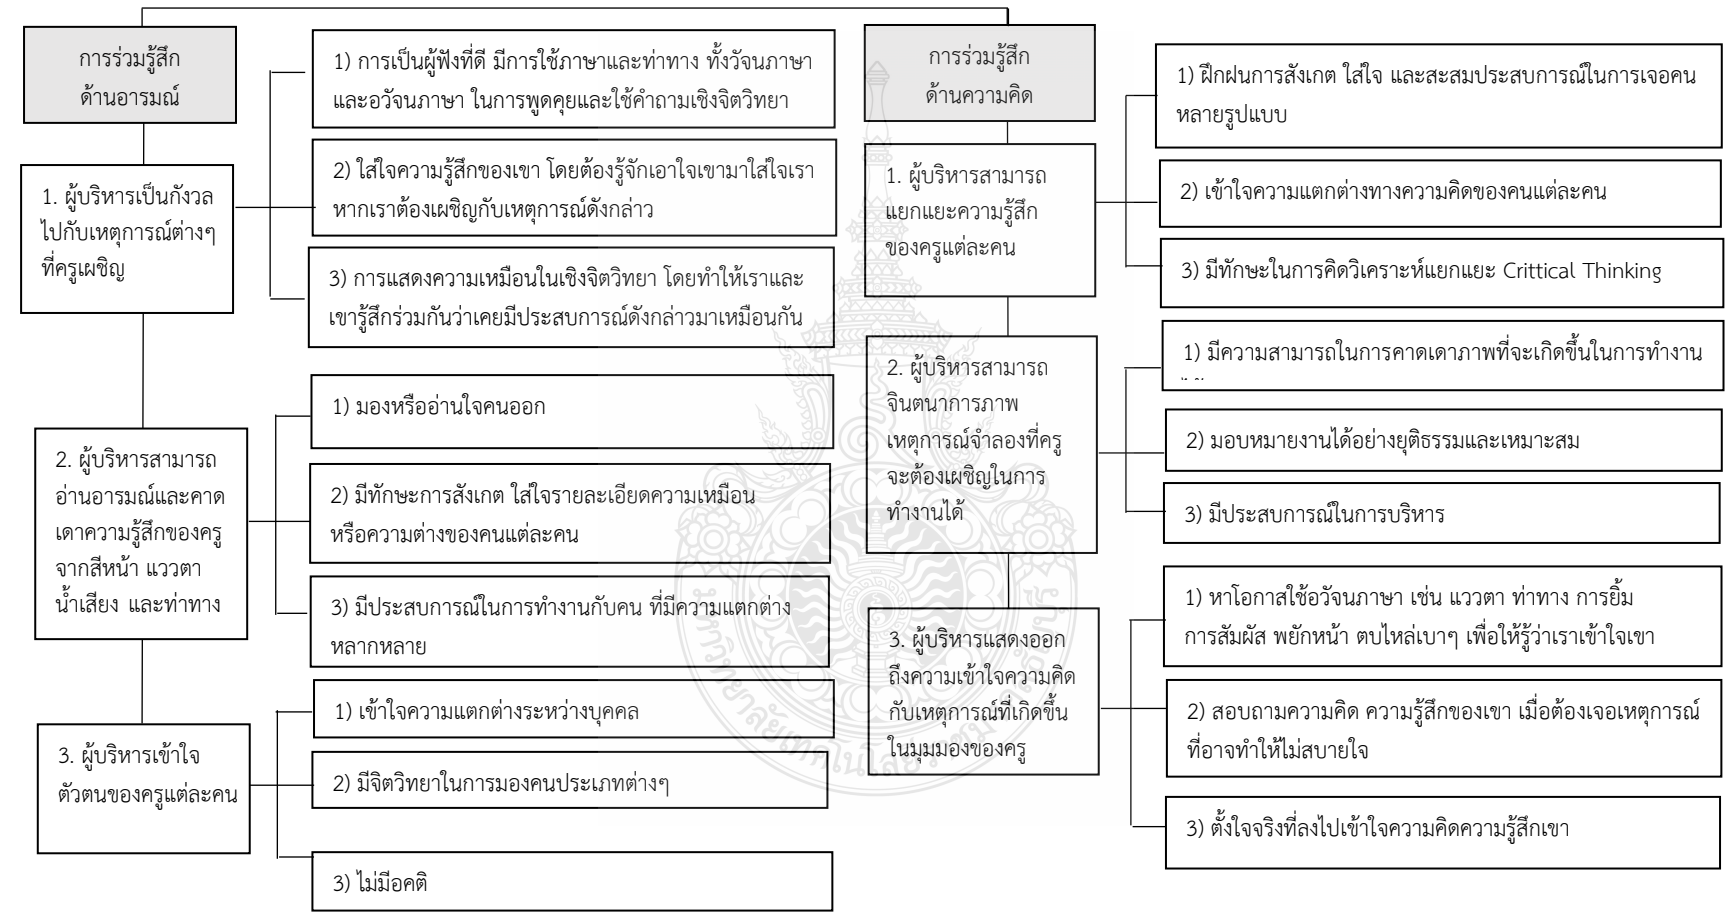 การร่วมรู้สึก
ด้านอารมณ์
1. ผู้บริหารเป็นกังวล
ไปกับเหตุการณ์ต่างๆ
ที่ครูเผชิญ
1) การเป็นผู้ฟังที่ดี มีการใช้ภาษาและท่าทาง ทั้งวัจนภาษา
และอวัจนภาษา ในการพูดคุยและใช้คำถามเชิงจิตวิทยา
2) ใส่ใจความรู้สึกของเขา โดยต้องรู้จักเอาใจเขามาใส่ใจเรา
หากเราต้องเผชิญกับเหตุการณ์ดังกล่าว
3) การแสดงความเหมือนในเชิงจิตวิทยา โดยทำให้เราและ
เขารู้สึกร่วมกันว่าเคยมีประสบการณ์ดังกล่าวมาเหมือนกัน
2. ผู้บริหารสามารถ
อ่านอารมณ์และคาด
เดาความรู้สึกของครู
จากสีหน้า แววตา
น้ำเสียง และท่าทาง
1) มองหรืออ่านใจคนออก
2) มีทักษะการสังเกต ใส่ใจรายละเอียดความเหมือน
หรือความต่างของคนแต่ละคน
3) มีประสบการณ์ในการทำงานกับคน ที่มีความแตกต่าง
หลากหลาย
3. ผู้บริหารเข้าใจ
ตัวตนของครูแต่ละคน
1) เข้าใจความแตกต่างระหว่างบุคคล
2) มีจิตวิทยาในการมองคนประเภทต่างๆ
3) ไม่มีอคติ
การร่วมรู้สึก
ด้านความคิด
1. ผู้บริหารสามารถ
แยกแยะความรู้สึก
ของครูแต่ละคน
1) ฝึกฝนการสังเกต ใส่ใจ และสะสมประสบการณ์ในการเจอคน
หลายรูปแบบ
2) เข้าใจความแตกต่างทางความคิดของคนแต่ละคน
3) มีทักษะในการคิดวิเคราะห์แยกแยะ Crittical Thinking
2. ผู้บริหารสามารถ
จินตนาการภาพ
เหตุการณ์จำลองที่ครู
จะต้องเผชิญในการ
ทำงานได้
1) มีความสามารถในการคาดเดาภาพที่จะเกิดขึ้นในการทำงาน
2) มอบหมายงานได้อย่างยุติธรรมและเหมาะสม
3) มีประสบการณ์ในการบริหาร
3. ผู้บริหารแสดงออก
ถึงความเข้าใจความคิด
กับเหตุการณ์ที่เกิดขึ้น
ในมุมมองของครู
1) หาโอกาสใช้อวัจนภาษา เช่น แววตา ท่าทาง การยิ้ม
การสัมผัส พยักหน้า ตบไหล่เบาๆ เพื่อให้รู้ว่าเราเข้าใจเขา
2) สอบถามความคิด ความรู้สึกของเขา เมื่อต้องเจอเหตุการณ์
ที่อาจทำให้ไม่สบายใจ
3) ตั้งใจจริงที่ลงไปเข้าใจความคิดความรู้สึกเขา